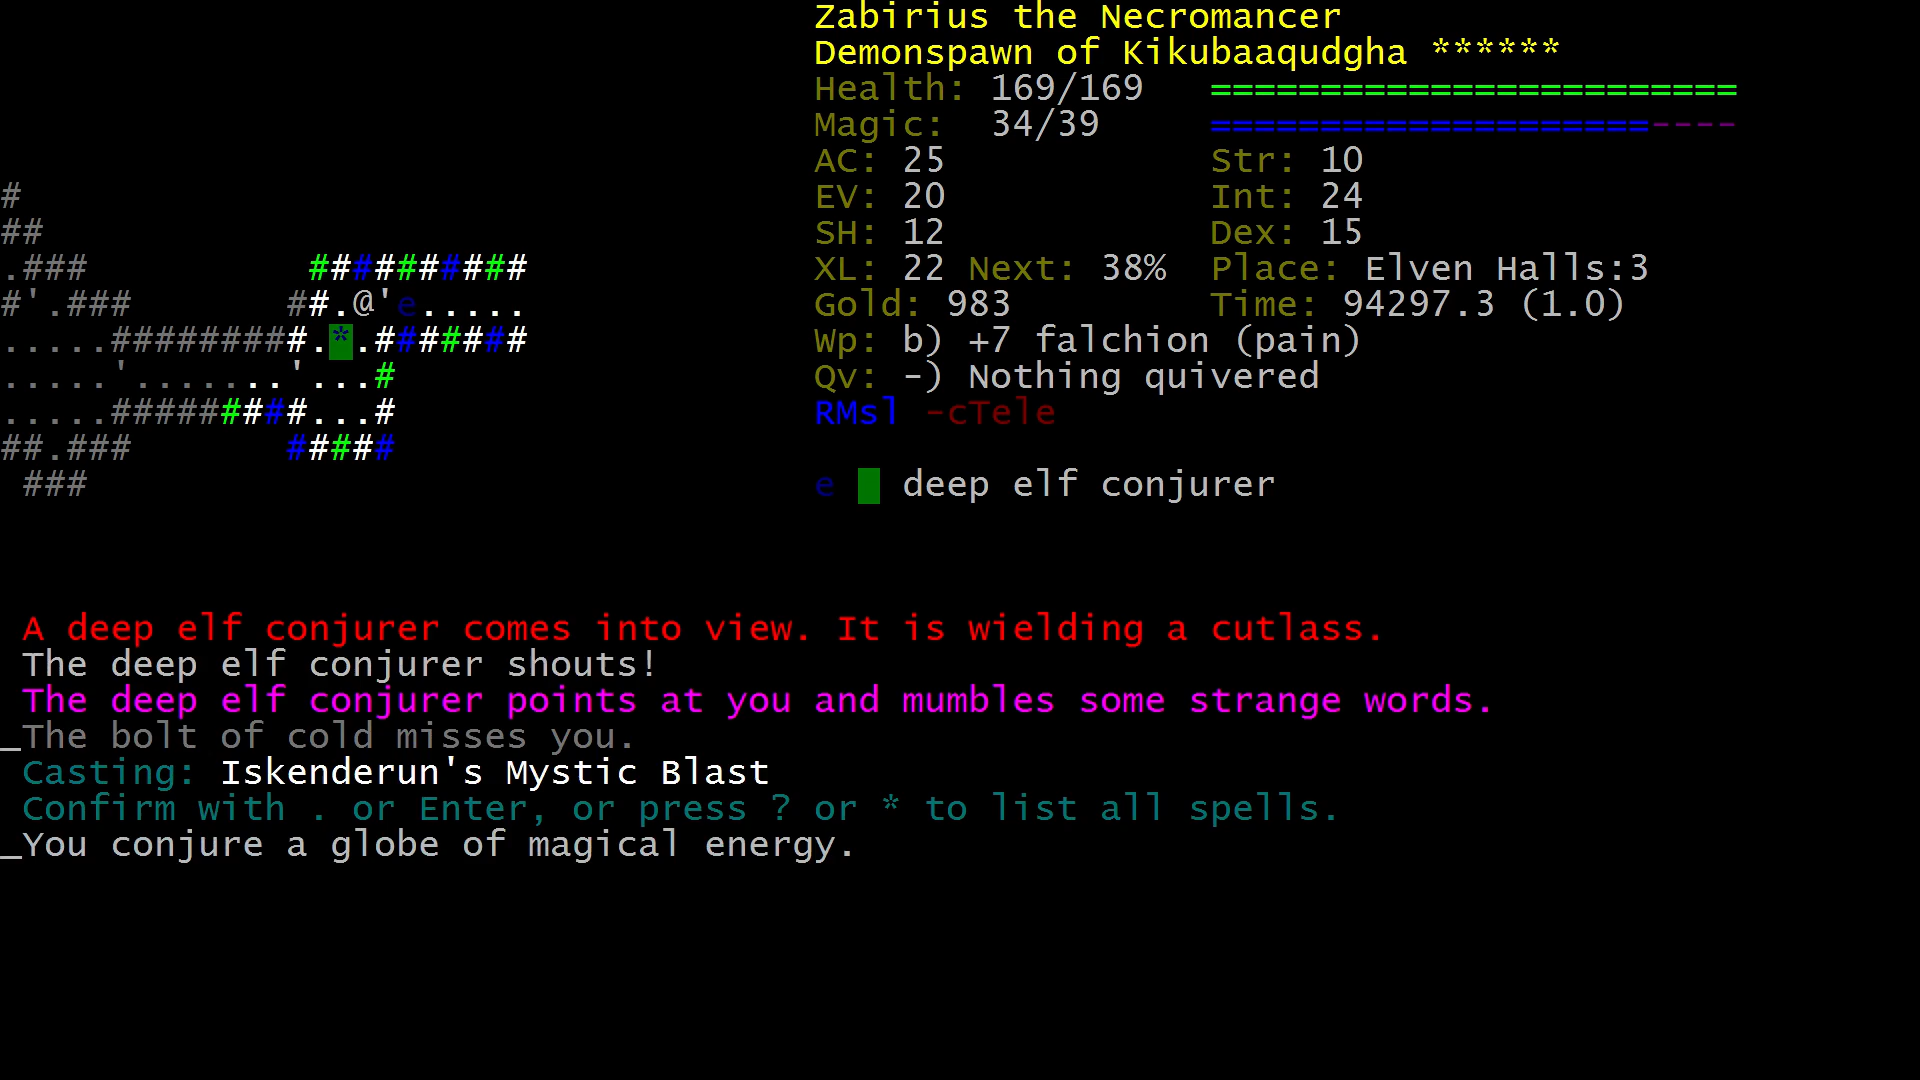 Zabirius the Necromancer
Demonspawn of Kikubaaqudgha ******
Health: 169/169 ========================
Magic: 34/39 ====================----
AC: 25 Str: 10
EV: 20 Int: 24
# SH: 12 Dex: 15
## XL: 22 Next: 38% Place: Elven Halls:3
.### ##########
#'.### ##.@'e..... Gold: 983 Time: 94297.3 (1.0)
.....#########.*.####### Wp: b) +7 falchion (pain)
.....'.......'...# Qv: -) Nothing quivered
.....#########...# RMsl -cTele
##.### #####
### e deep elf conjurer
A deep elf conjurer comes into view. It is wielding a cutlass.
The deep elf conjurer shouts!
The deep elf conjurer points at you and mumbles some strange words.
_The bolt of cold misses you.
Casting: Iskenderun's Mystic Blast
Confirm with . or Enter, or press ? or * to list all spells.
_You conjure a globe of magical energy.